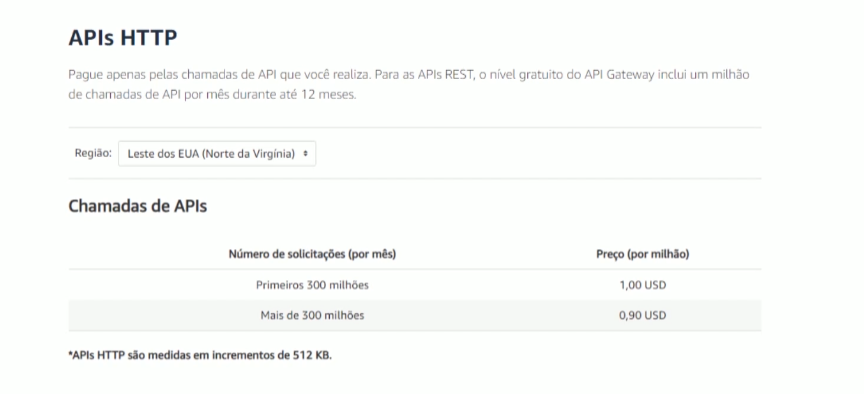 APIs HTTP
Pague apenas pelas chamadas de API que você realiza. Para as APIs REST, o nível gratuito do API Gateway inclui um milhão
de chamadas de API por mês durante até 12 meses.
Região: Leste dos EUA (Norte da Virgínia)
Chamadas de APIs
Número de solicitações (por mês) Preço (por milhão)
Primeiros 300 milhões 1,00 USD
Mais de 300 milhões 0,90 USD
*APIs HTTP são medidas em incrementos de 512 KB.